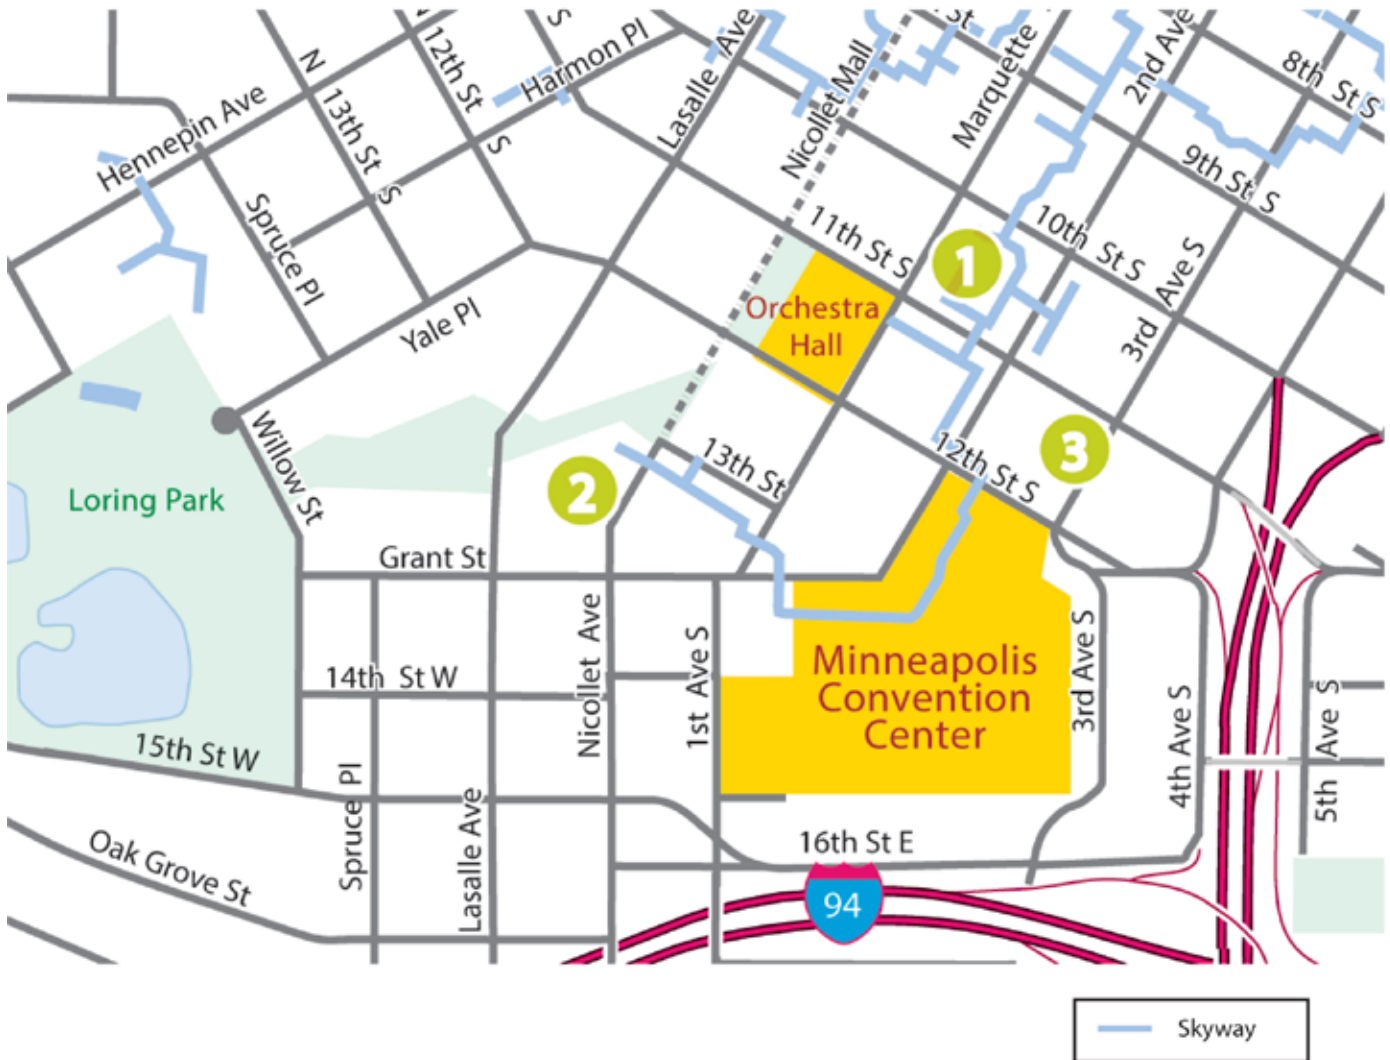 S
St
8th St S
Harmon Pl
Lasalle Ave
Marquette
2nd Ave
12th St S
N
13th St S
Hennepin Ave
Nicollet Mall
9th St S
Spruce Pl
11th St S
1
10th St S
3rd Ave S
Orchestra
Hall
Yale Pl
Willow St
13th St
12th St S
3
2
Loring Park
Grant St
Nicollet Ave
1st Ave S
14th St W
Minneapolis
Convention
Center
3rd Ave S
4th Ave S
5th Ave S
15th St W
Spruce Pl
Lasalle Ave
Oak Grove St
16th St E
94
Skyway